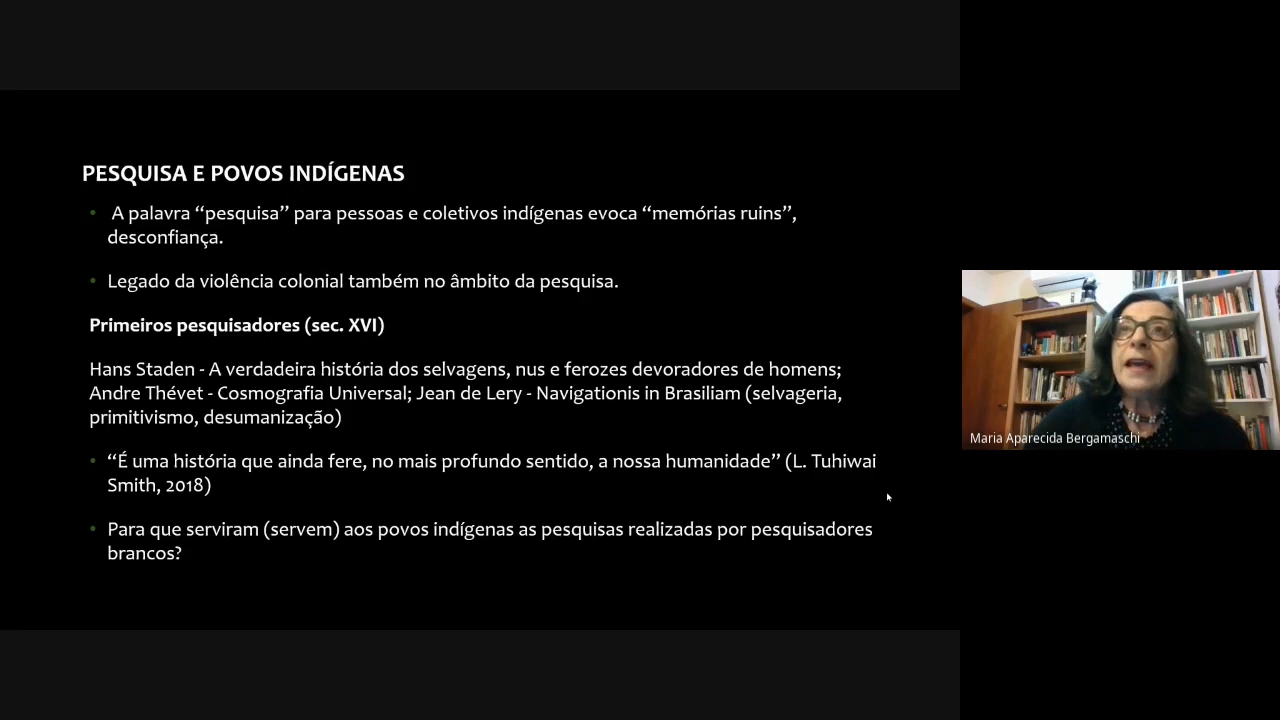 PESQUISA E POVOS INDÍGENAS
• A palavra “pesquisa” para pessoas e coletivos indígenas evoca “memórias ruins”,
desconfiança.
• Legado da violência colonial também no âmbito da pesquisa.
Primeiros pesquisadores (sec. XVI)
Hans Staden - A verdadeira história dos selvagens, nus e ferozes devoradores de homens;
Andre Thévet - Cosmografia Universal; Jean de Lery - Navigationis in Brasiliam (selvageria,
primitivismo, desumanização)
• “É uma história que ainda fere, no mais profundo sentido, a nossa humanidade” (L. Tuhiwai
Smith, 2018)
• Para que serviram (servem) aos povos indígenas as pesquisas realizadas por pesquisadores
brancos?
Maria Aparecida Bergamaschi